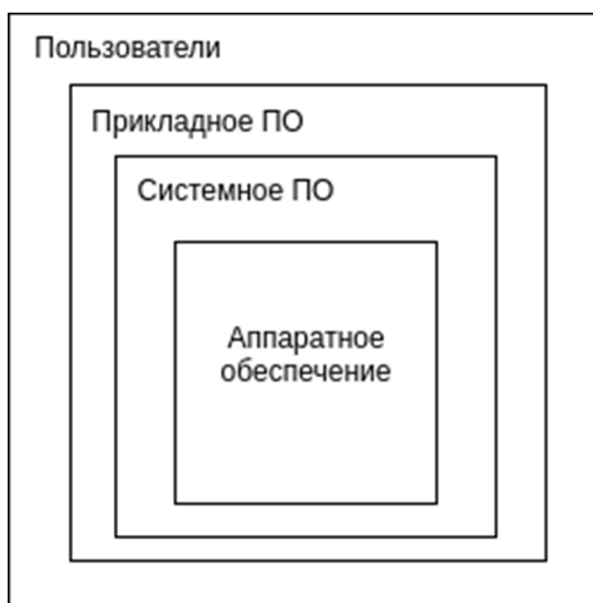 Пользователи
Прикладное ПО
Системное ПО
Аппаратное
обеспечение